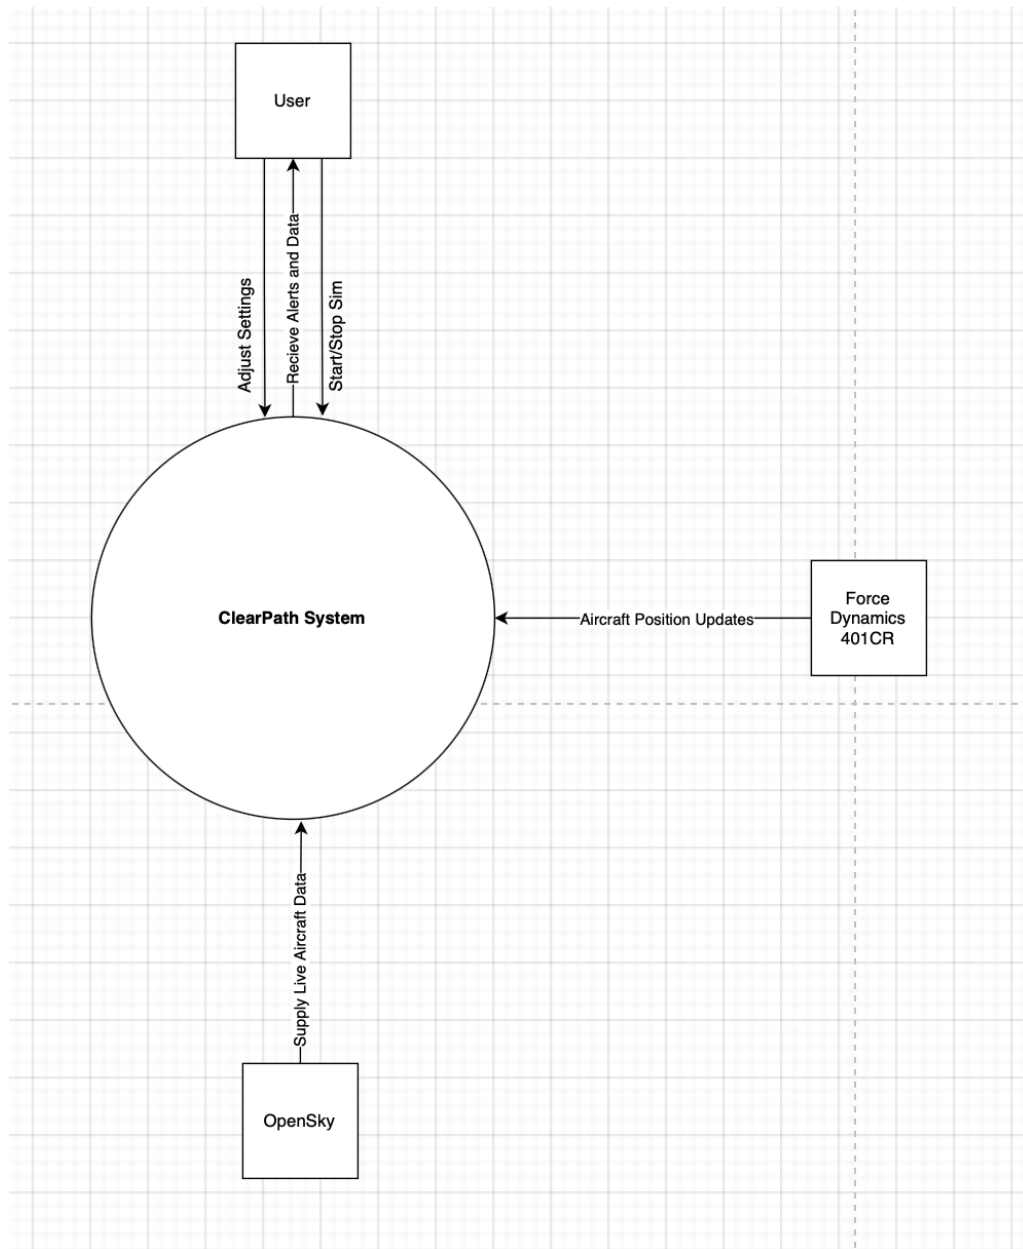 User
Adjust Settings
Recieve Alerts and Data
Start/Stop Sim
ClearPath System
Aircraft Position Updates
Force
Dynamics
401CR
Supply Live Aircraft Data
OpenSky